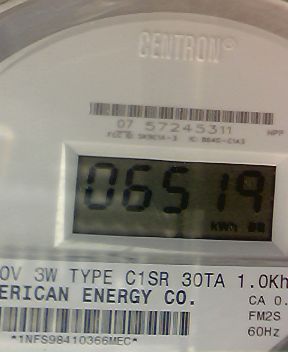 CENTRON®
07 57245311
06519
kWh
0V 3W TYPE C1SR 30TA 1.0Kh
ERICAN ENERGY CO.
CA 0.
FM2S
60Hz
*1NFS98410366MEC*